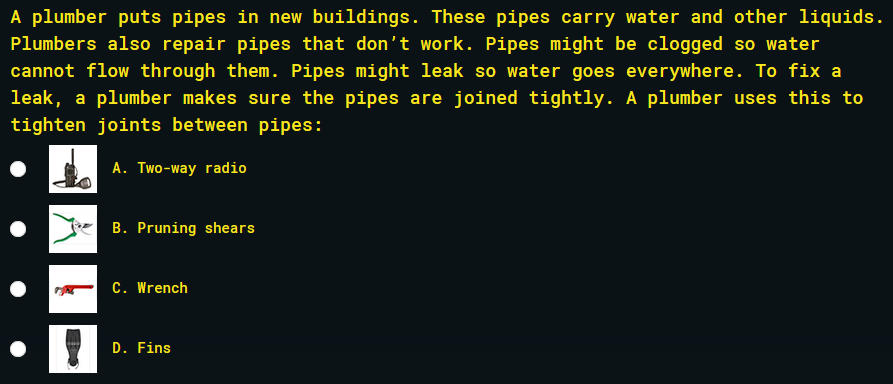 A plumber puts pipes in new buildings. These pipes carry water and other liquids.
Plumbers also repair pipes that don’t work. Pipes might be clogged so water
cannot flow through them. Pipes might leak so water goes everywhere. To fix a
leak, a plumber makes sure the pipes are joined tightly. A plumber uses this to
tighten joints between pipes:
A. Two-way radio
B. Pruning shears
C. Wrench
D. Fins